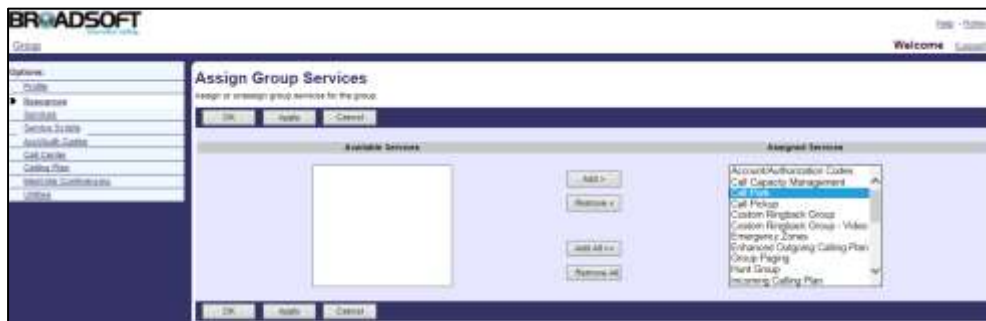 BROADSOFT
Help - Home
Group
Welcome
Options:
Profile
Resources
Services
Service Scripts
Acct/Auth Codes
Call Center
Calling Plan
Meet-Me Conferencing
Utilities
Assign Group Services
Assign or unassign group services for the group.
OK Apply Cancel
Available Services Assigned Services
Add >
Remove <
Add All >>
Remove All
Account/Authorization Codes
Call Capacity Management
Call Park
Call Pickup
Custom Ringback Group
Custom Ringback Group - Video
Emergency Zones
Enhanced Outgoing Calling Plan
Group Paging
Hunt Group
Incoming Calling Plan
OK Apply Cancel